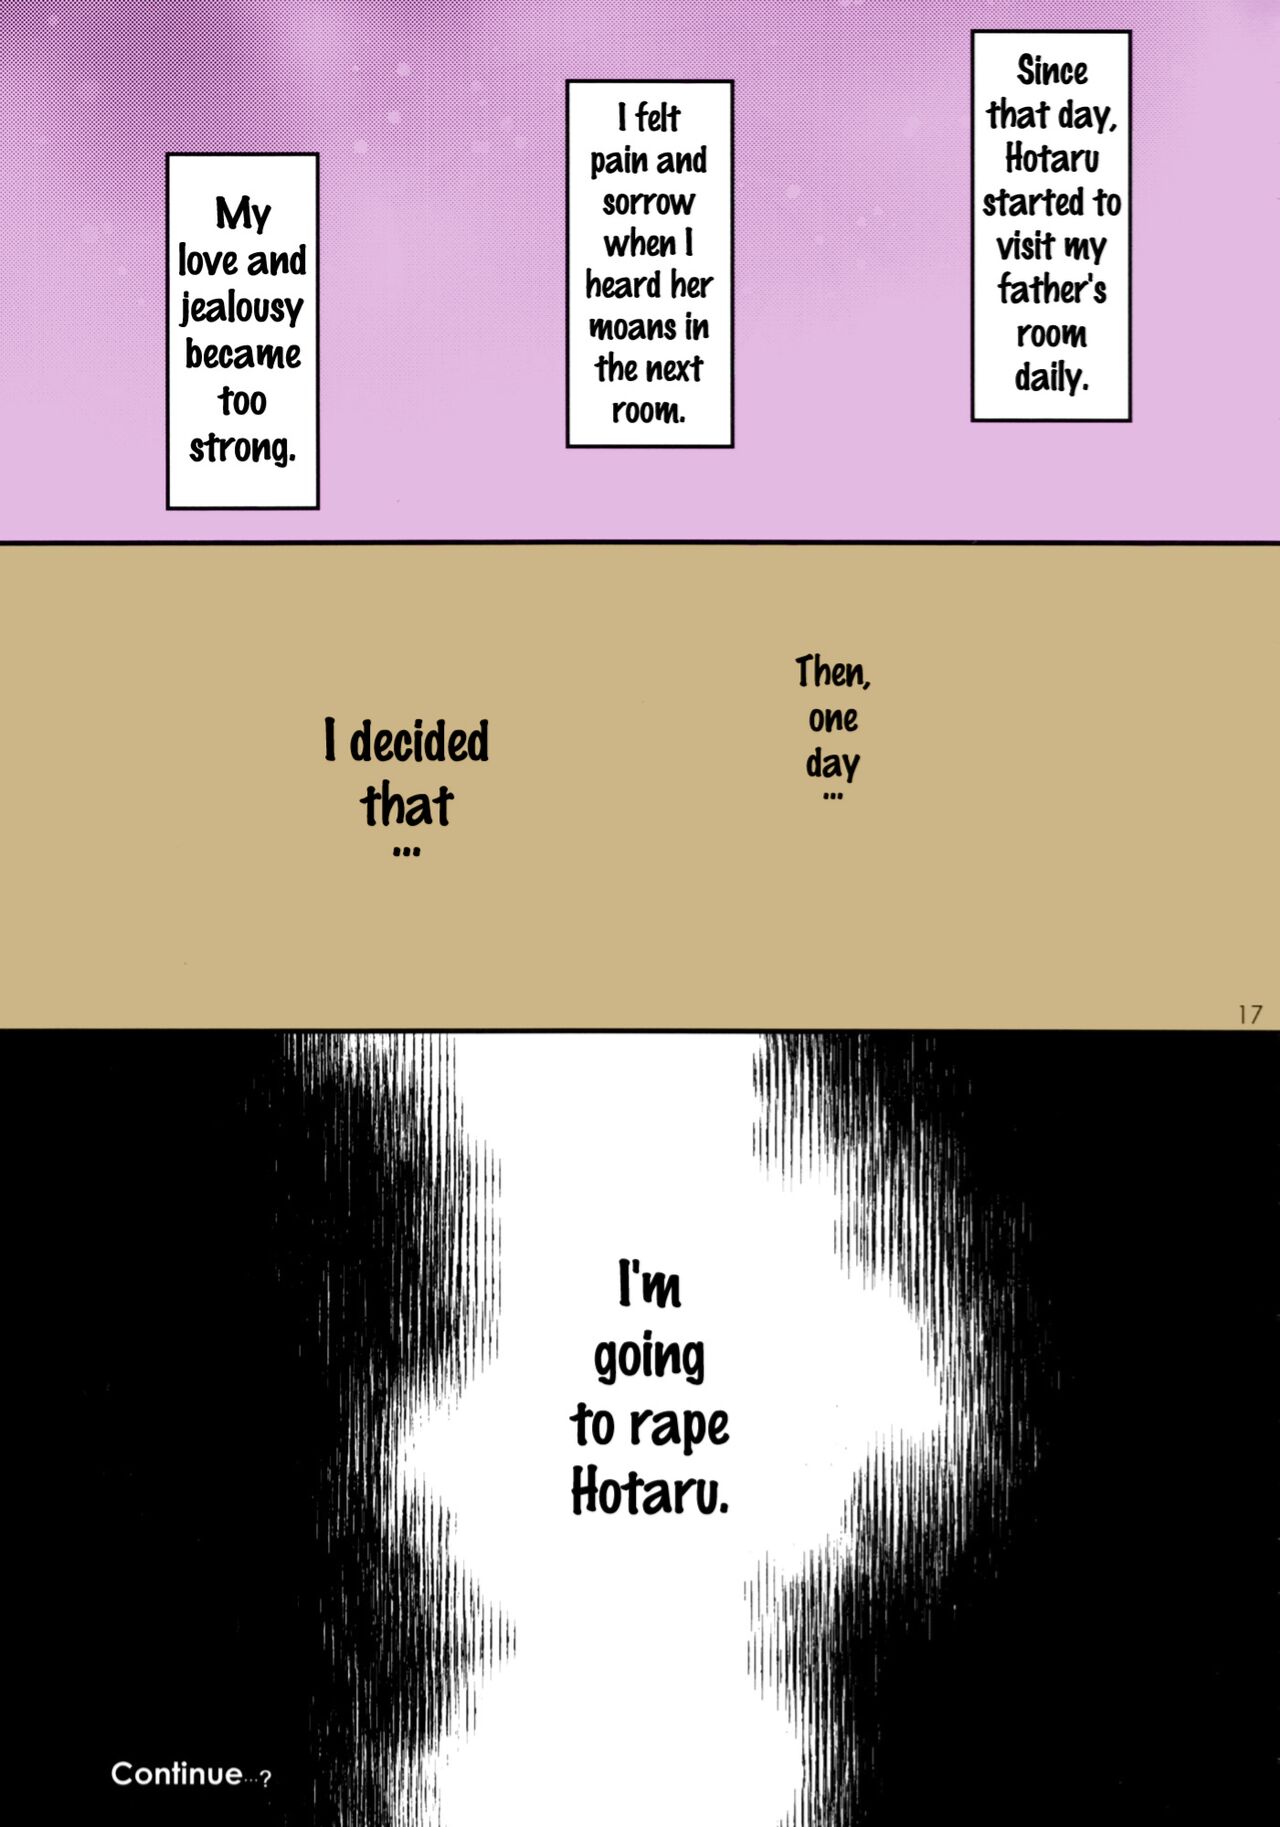 Since
that day,
Hotaru
started to
visit my
father's
room
daily.
I felt
pain and
sorrow
when I
heard her
moans in
the next
room.
My
love and
jealousy
became
too
strong.
Then,
one
day
...
I decided
that
...
17
I'm
going
to rape
Hotaru.
Continue...?